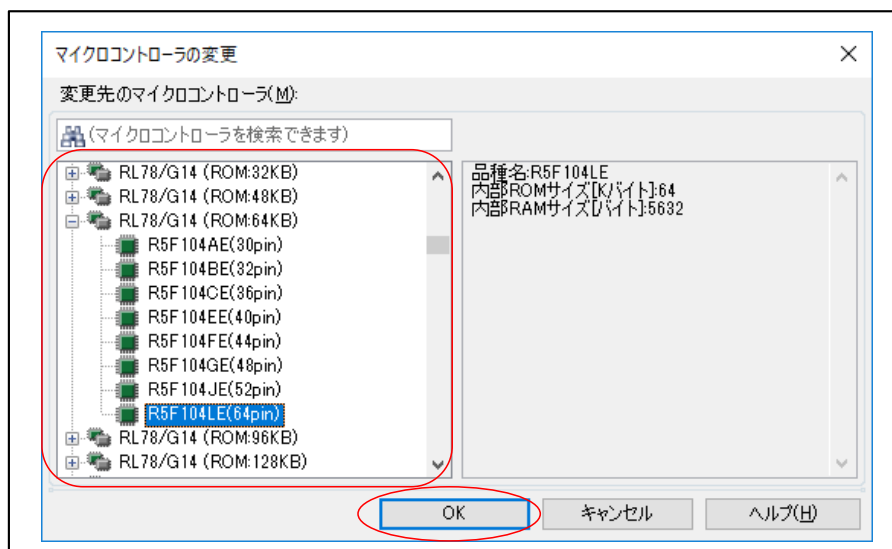 マイクロコントローラの変更
変更先のマイクロコントローラ(M):
(マイクロコントローラを検索できます)
RL78/G14 (ROM:32KB)
RL78/G14 (ROM:48KB)
RL78/G14 (ROM:64KB)
R5F104AE(30pin)
R5F104BE(32pin)
R5F104CE(36pin)
R5F104EE(40pin)
R5F104FE(44pin)
R5F104GE(48pin)
R5F104JE(52pin)
R5F104LE(64pin)
RL78/G14 (ROM:96KB)
RL78/G14 (ROM:128KB)
品種名:R5F104LE
内部ROMサイズ[Kバイト]:64
内部RAMサイズ[バイト]:5632
OK
キャンセル
ヘルプ(H)